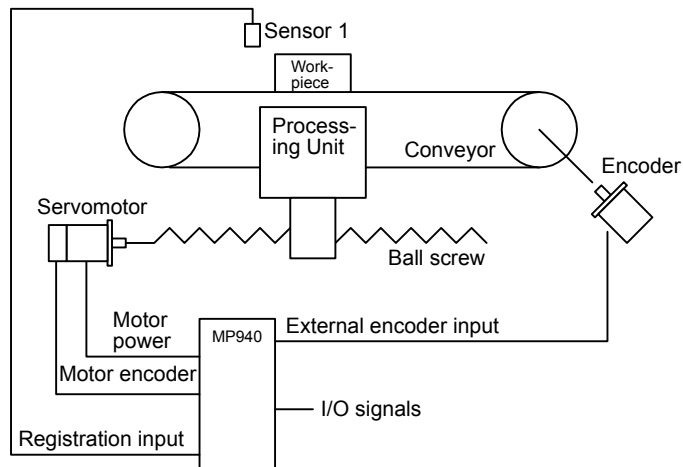 Sensor 1
Work-
piece
Process-
ing Unit
Conveyor
Encoder
Servomotor
Ball screw
Motor
power
MP940
External encoder input
Motor encoder
I/O signals
Registration input